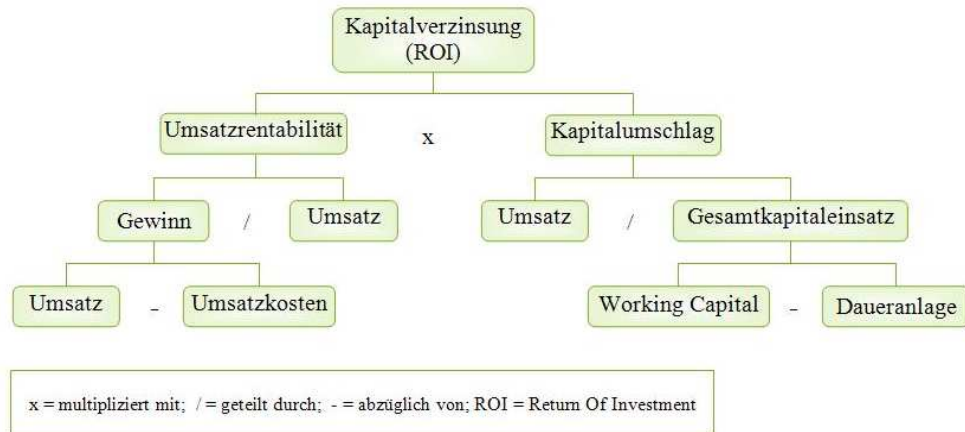 Kapitalverzinsung
(ROI)
Umsatzrentabilität
x
Kapitalumschlag
Gewinn
/
Umsatz
Umsatz
/
Gesamtkapitaleinsatz
Umsatz
-
Umsatzkosten
Working Capital
-
Daueranlage
x = multipliziert mit; / = geteilt durch; - = abzüglich von; ROI = Return Of Investment